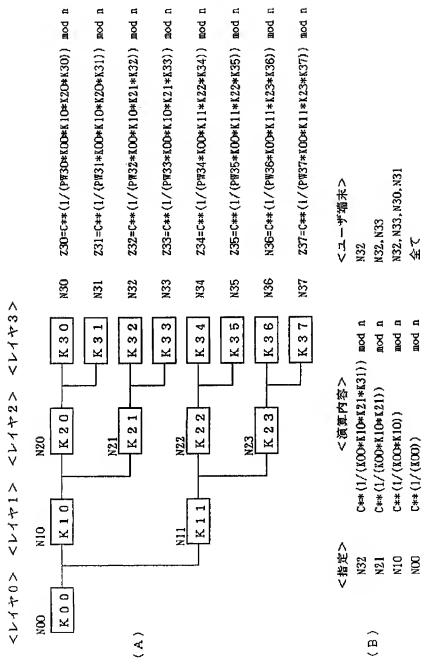 <レイヤ0> <レイヤ1> <レイヤ2> <レイヤ3>
N00 N10 N20
K00 K10 K20 K30 N30 Z30=C**(1/(PW30*K00*K10*K20*K30)) mod n
K31 N31 Z31=C**(1/(PW31*K00*K10*K20*K31)) mod n
N21
K21 K32 N32 Z32=C**(1/(PW32*K00*K10*K21*K32)) mod n
K33 N33 Z33=C**(1/(PW33*K00*K10*K21*K33)) mod n
N11 N22
K11 K22 K34 N34 Z34=C**(1/(PW34*K00*K11*K22*K34)) mod n
K35 N35 Z35=C**(1/(PW35*K00*K11*K22*K35)) mod n
N23
K23 K36 N36 N36=C**(1/(PW36*K00*K11*K23*K36)) mod n
K37 N37 Z37=C**(1/(PW37*K00*K11*K23*K37)) mod n
(A)
<指定> <演算内容> <ユーザ端末>
N32 C**(1/(K00*K10*K21*K31)) mod n N32
N21 C**(1/(K00*K10*K21)) mod n N32,N33
N10 C**(1/(K00*K10)) mod n N32,N33,N30,N31
N00 C**(1/(K00)) mod n 全て
(B)